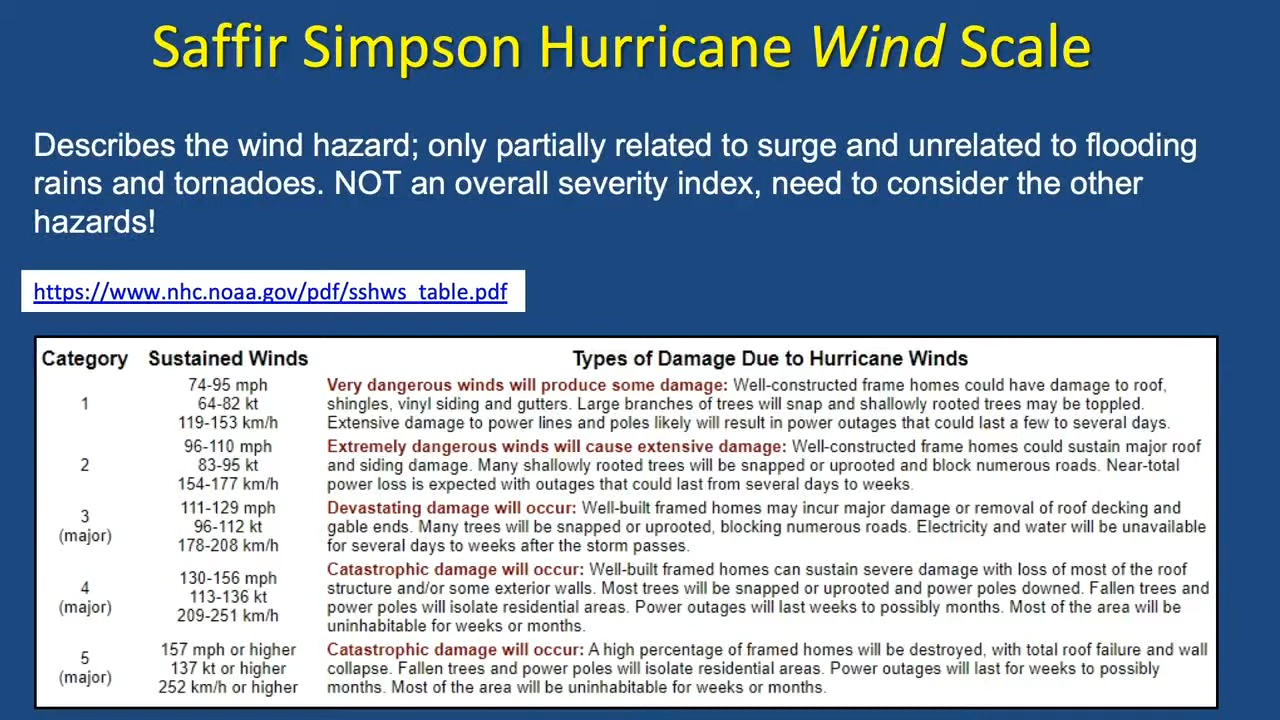 Saffir Simpson Hurricane Wind Scale
Describes the wind hazard; only partially related to surge and unrelated to flooding
rains and tornadoes. NOT an overall severity index, need to consider the other
hazards!
https://www.nhc.noaa.gov/pdf/sshws_table.pdf
Category Sustained Winds Types of Damage Due to Hurricane Winds
1
74-95 mph
64-82 kt
119-153 km/h
Very dangerous winds will produce some damage: Well-constructed frame homes could have damage to roof,
shingles, vinyl siding and gutters. Large branches of trees will snap and shallowly rooted trees may be toppled.
Extensive damage to power lines and poles likely will result in power outages that could last a few to several days.
2
96-110 mph
83-95 kt
154-177 km/h
Extremely dangerous winds will cause extensive damage: Well-constructed frame homes could sustain major roof
and siding damage. Many shallowly rooted trees will be snapped or uprooted and block numerous roads. Near-total
power loss is expected with outages that could last from several days to weeks.
3
(major)
111-129 mph
96-112 kt
178-208 km/h
Devastating damage will occur: Well-built framed homes may incur major damage or removal of roof decking and
gable ends. Many trees will be snapped or uprooted, blocking numerous roads. Electricity and water will be unavailable
for several days to weeks after the storm passes.
4
(major)
130-156 mph
113-136 kt
209-251 km/h
Catastrophic damage will occur: Well-built framed homes can sustain severe damage with loss of most of the roof
structure and/or some exterior walls. Most trees will be snapped or uprooted and power poles downed. Fallen trees and
power poles will isolate residential areas. Power outages will last weeks to possibly months. Most of the area will be
uninhabitable for weeks or months.
5
(major)
157 mph or higher
137 kt or higher
252 km/h or higher
Catastrophic damage will occur: A high percentage of framed homes will be destroyed, with total roof failure and wall
collapse. Fallen trees and power poles will isolate residential areas. Power outages will last for weeks to possibly
months. Most of the area will be uninhabitable for weeks or months.